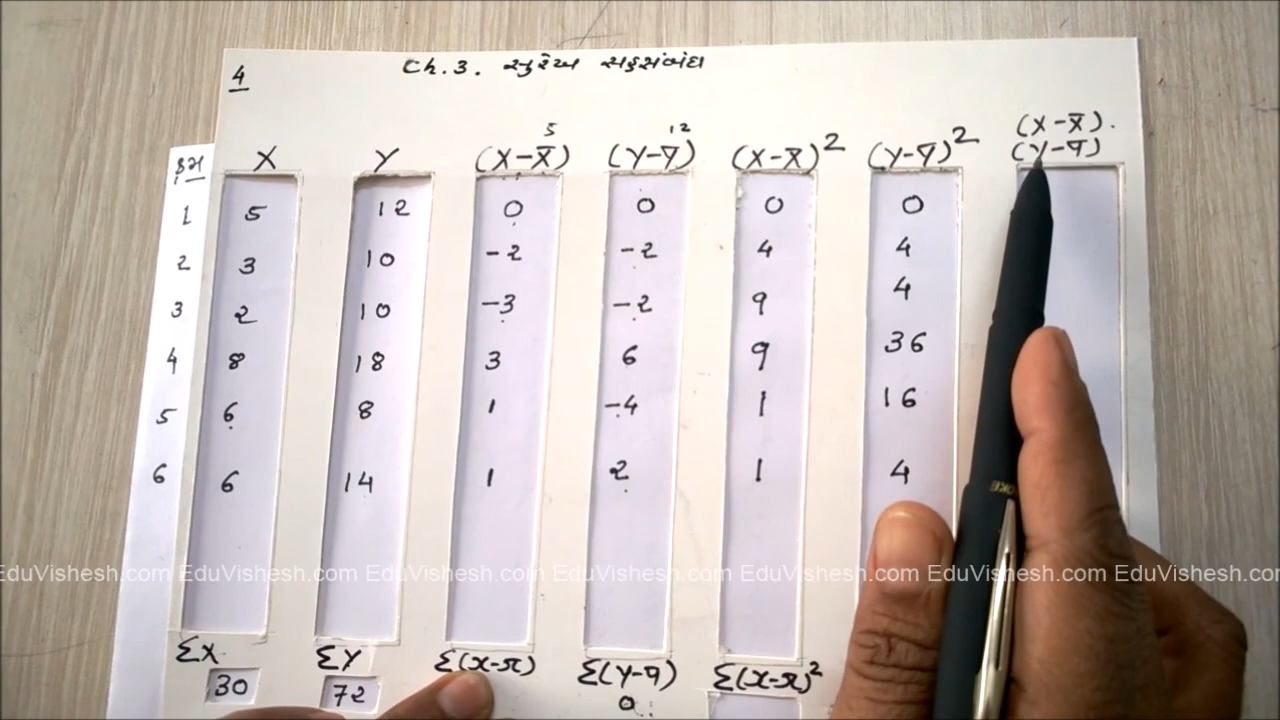 4
Ch. 3. સુરેખ સહસંબંધ
5 12
ક્રમ X Y (X-X̄) (Y-Ȳ) (X-X̄)² (Y-Ȳ)² (X-X̄).
(Y-Ȳ)
1 5 12 0 0 0 0
2 3 10 -2 -2 4 4
3 2 10 -3 -2 9 4
4 8 18 3 6 9 36
5 6 8 1 -4 1 16
6 6 14 1 2 1 4
EduVishesh.com EduVishesh.com EduVishesh.com EduVishesh.com EduVishesh.com EduVishesh.com EduVishesh.com
ΣX ΣY Σ(x-x̄) Σ(Y-Ȳ) Σ(x-x̄)²
30 72 0